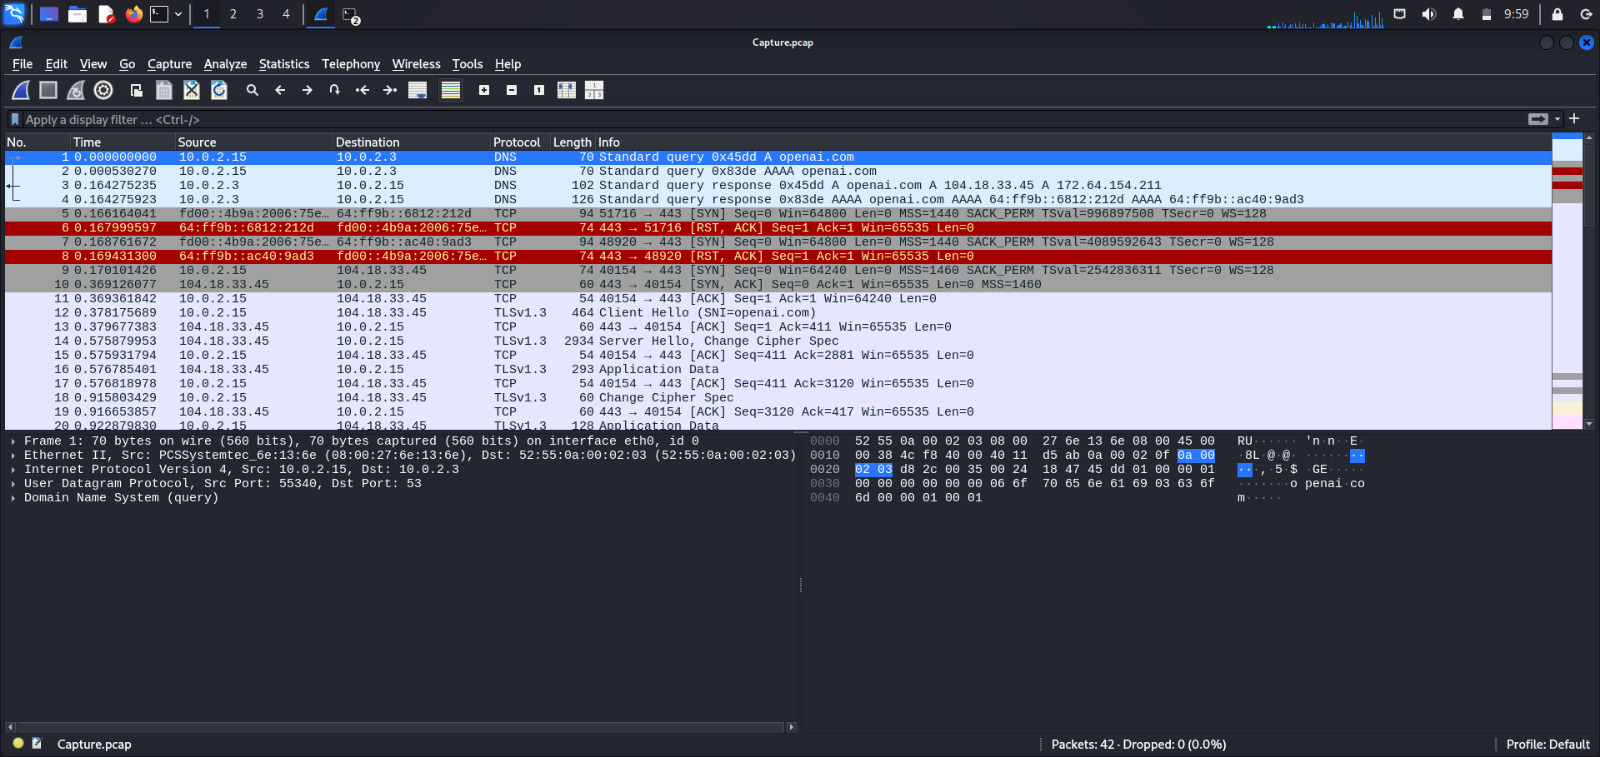 1 2 3 4 2 9:59
Capture.pcap
File Edit View Go Capture Analyze Statistics Telephony Wireless Tools Help
Apply a display filter … <Ctrl-/>
No. Time Source Destination Protocol Length Info
1 0.000000000 10.0.2.15 10.0.2.3 DNS 70 Standard query 0x45dd A openai.com
2 0.000530270 10.0.2.15 10.0.2.3 DNS 70 Standard query 0x83de AAAA openai.com
3 0.164275235 10.0.2.3 10.0.2.15 DNS 102 Standard query response 0x45dd A openai.com A 104.18.33.45 A 172.64.154.211
4 0.164275923 10.0.2.3 10.0.2.15 DNS 126 Standard query response 0x83de AAAA openai.com AAAA 64:ff9b::6812:212d AAAA 64:ff9b::ac40:9ad3
5 0.166164041 fd00::4b9a:2006:75e… 64:ff9b::6812:212d TCP 94 51716 → 443 [SYN] Seq=0 Win=64800 Len=0 MSS=1440 SACK_PERM TSval=996897508 TSecr=0 WS=128
6 0.167999597 64:ff9b::6812:212d fd00::4b9a:2006:75e… TCP 74 443 → 51716 [RST, ACK] Seq=1 Ack=1 Win=65535 Len=0
7 0.168761672 fd00::4b9a:2006:75e… 64:ff9b::ac40:9ad3 TCP 94 48920 → 443 [SYN] Seq=0 Win=64800 Len=0 MSS=1440 SACK_PERM TSval=4089592643 TSecr=0 WS=128
8 0.169431300 64:ff9b::ac40:9ad3 fd00::4b9a:2006:75e… TCP 74 443 → 48920 [RST, ACK] Seq=1 Ack=1 Win=65535 Len=0
9 0.170101426 10.0.2.15 104.18.33.45 TCP 74 40154 → 443 [SYN] Seq=0 Win=64240 Len=0 MSS=1460 SACK_PERM TSval=2542836311 TSecr=0 WS=128
10 0.369126077 104.18.33.45 10.0.2.15 TCP 60 443 → 40154 [SYN, ACK] Seq=0 Ack=1 Win=65535 Len=0 MSS=1460
11 0.369361842 10.0.2.15 104.18.33.45 TCP 54 40154 → 443 [ACK] Seq=1 Ack=1 Win=64240 Len=0
12 0.378175689 10.0.2.15 104.18.33.45 TLSv1.3 464 Client Hello (SNI=openai.com)
13 0.379677383 104.18.33.45 10.0.2.15 TCP 60 443 → 40154 [ACK] Seq=1 Ack=411 Win=65535 Len=0
14 0.575879953 104.18.33.45 10.0.2.15 TLSv1.3 2934 Server Hello, Change Cipher Spec
15 0.575931794 10.0.2.15 104.18.33.45 TCP 54 40154 → 443 [ACK] Seq=411 Ack=2881 Win=65535 Len=0
16 0.576785401 104.18.33.45 10.0.2.15 TLSv1.3 293 Application Data
17 0.576818978 10.0.2.15 104.18.33.45 TCP 54 40154 → 443 [ACK] Seq=411 Ack=3120 Win=65535 Len=0
18 0.915803429 10.0.2.15 104.18.33.45 TLSv1.3 60 Change Cipher Spec
19 0.916653857 104.18.33.45 10.0.2.15 TCP 60 443 → 40154 [ACK] Seq=3120 Ack=417 Win=65535 Len=0
20 0.922879830 10.0.2.15 104.18.33.45 TLSv1.3 128 Application Data
Frame 1: 70 bytes on wire (560 bits), 70 bytes captured (560 bits) on interface eth0, id 0
Ethernet II, Src: PCSSystemtec_6e:13:6e (08:00:27:6e:13:6e), Dst: 52:55:0a:00:02:03 (52:55:0a:00:02:03)
Internet Protocol Version 4, Src: 10.0.2.15, Dst: 10.0.2.3
User Datagram Protocol, Src Port: 55340, Dst Port: 53
Domain Name System (query)
0000 52 55 0a 00 02 03 08 00 27 6e 13 6e 08 00 45 00 RU······ 'n·n··E·
0010 00 38 4c f8 40 00 40 11 d5 ab 0a 00 02 0f 0a 00 ·8L·@·@· ········
0020 02 03 d8 2c 00 35 00 24 18 47 45 dd 01 00 00 01 ···,·5·$ ·GE·····
0030 00 00 00 00 00 00 06 6f 70 65 6e 61 69 03 63 6f ·······o penai·co
0040 6d 00 00 01 00 01 m·····
Capture.pcap Packets: 42 · Dropped: 0 (0.0%) Profile: Default